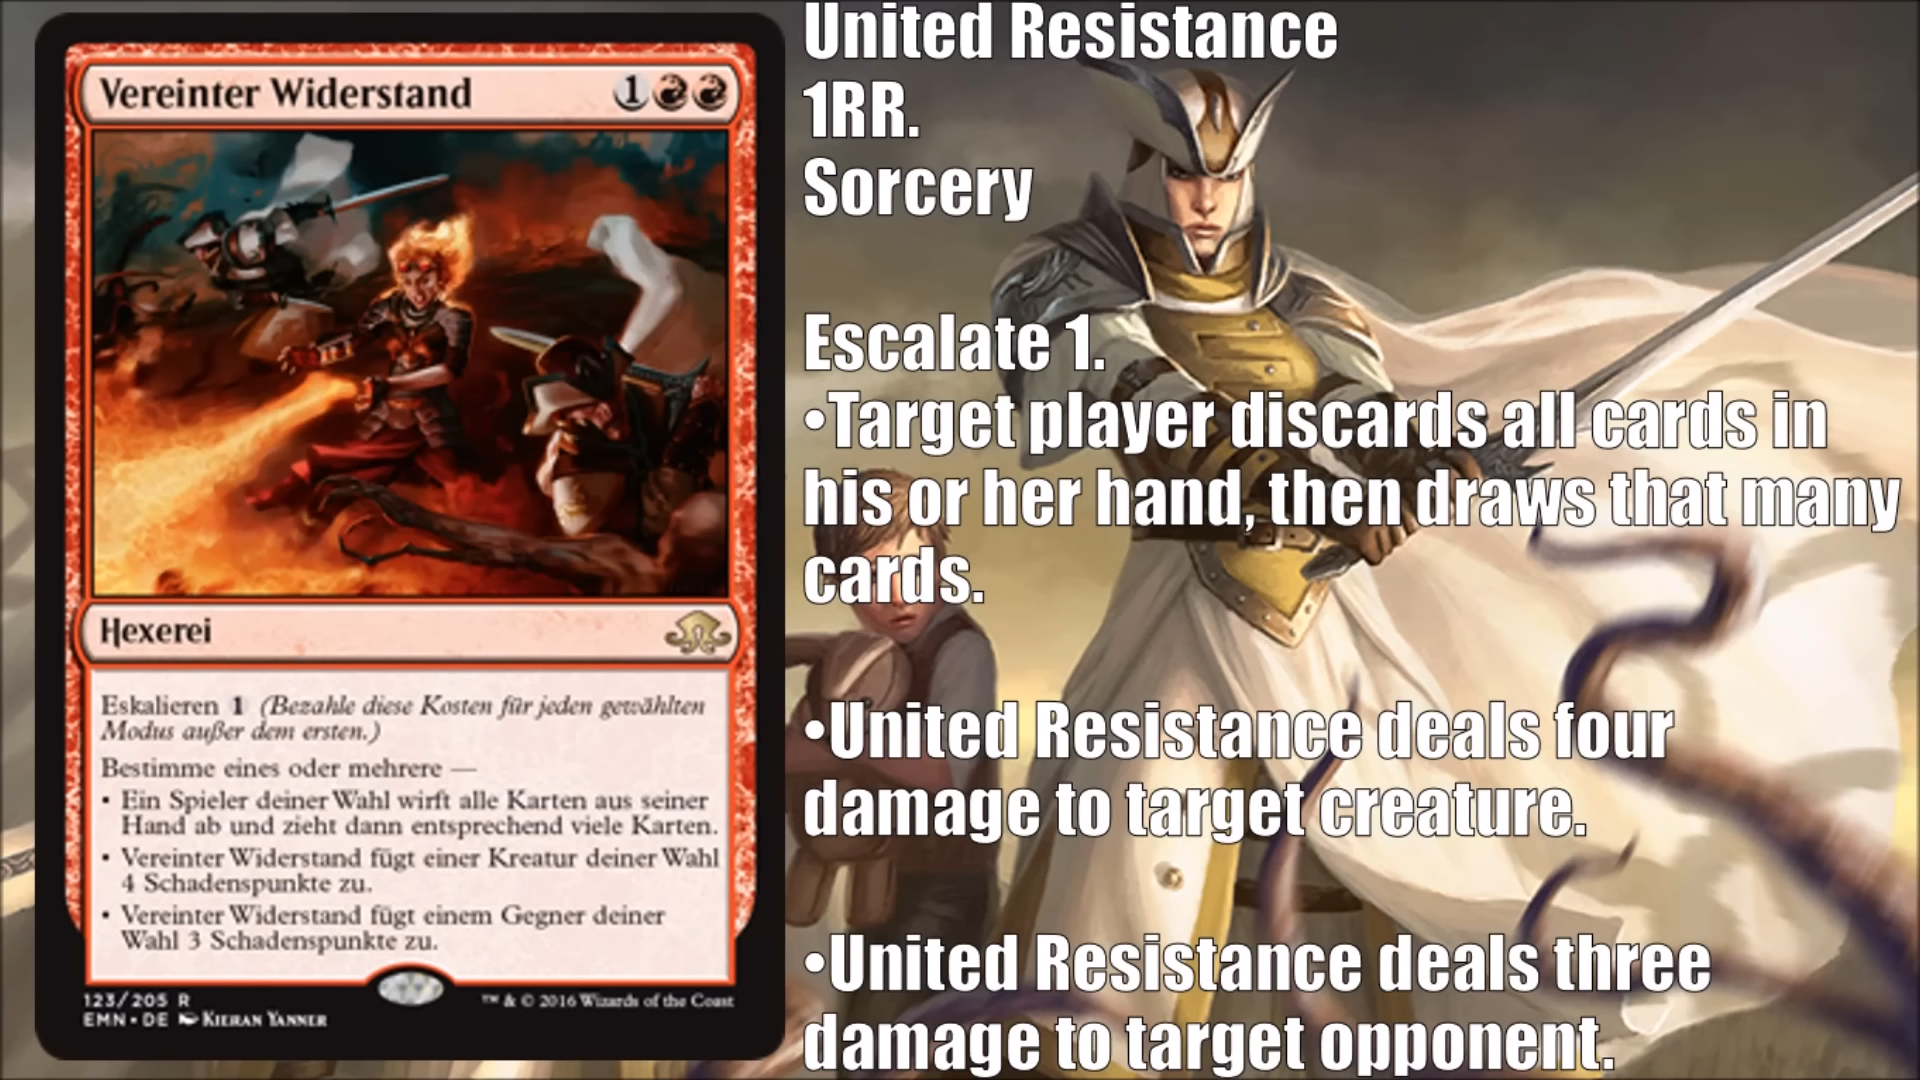 Vereinter Widerstand 1
Hexerei
Eskalieren 1 (Bezahle diese Kosten für jeden gewählten
Modus außer dem ersten.)
Bestimme eines oder mehrere —
• Ein Spieler deiner Wahl wirft alle Karten aus seiner
Hand ab und zieht dann entsprechend viele Karten.
• Vereinter Widerstand fügt einer Kreatur deiner Wahl
4 Schadenspunkte zu.
• Vereinter Widerstand fügt einem Gegner deiner
Wahl 3 Schadenspunkte zu.
123/205 R
EMN • DE KIERAN YANNER
™ & © 2016 Wizards of the Coast
United Resistance
1RR.
Sorcery
Escalate 1.
•Target player discards all cards in
his or her hand, then draws that many
cards.
•United Resistance deals four
damage to target creature.
•United Resistance deals three
damage to target opponent.